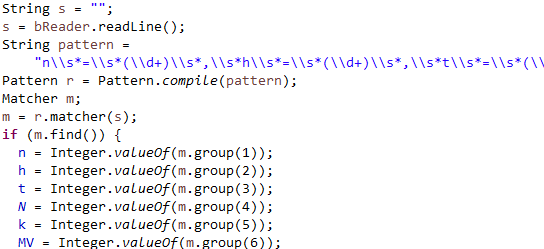 String s = "";
s = bReader.readLine();
String pattern =
"n\\s*=\\s*(\\d+)\\s*,\\s*h\\s*=\\s*(\\d+)\\s*,\\s*t\\s*=\\s*(\\
Pattern r = Pattern.compile(pattern);
Matcher m;
m = r.matcher(s);
if (m.find()) {
n = Integer.valueOf(m.group(1));
h = Integer.valueOf(m.group(2));
t = Integer.valueOf(m.group(3));
N = Integer.valueOf(m.group(4));
k = Integer.valueOf(m.group(5));
MV = Integer.valueOf(m.group(6));